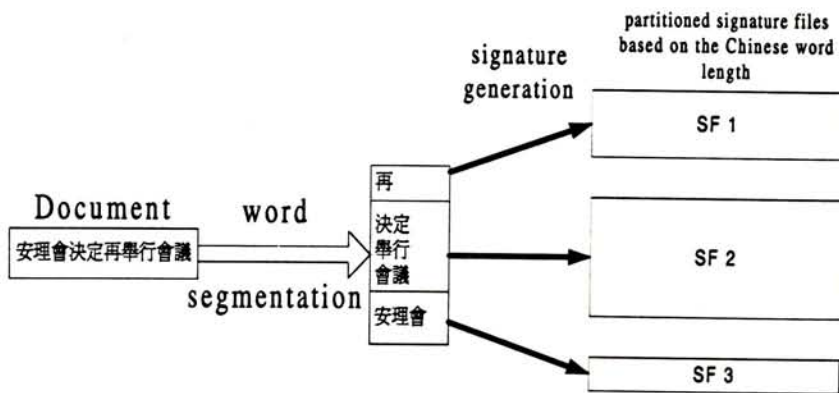 partitioned signature files
based on the Chinese word
length
signature
generation
SF 1
Document
word
安理會決定再舉行會議
segmentation
再
決定
舉行
會議
安理會
SF 2
SF 3